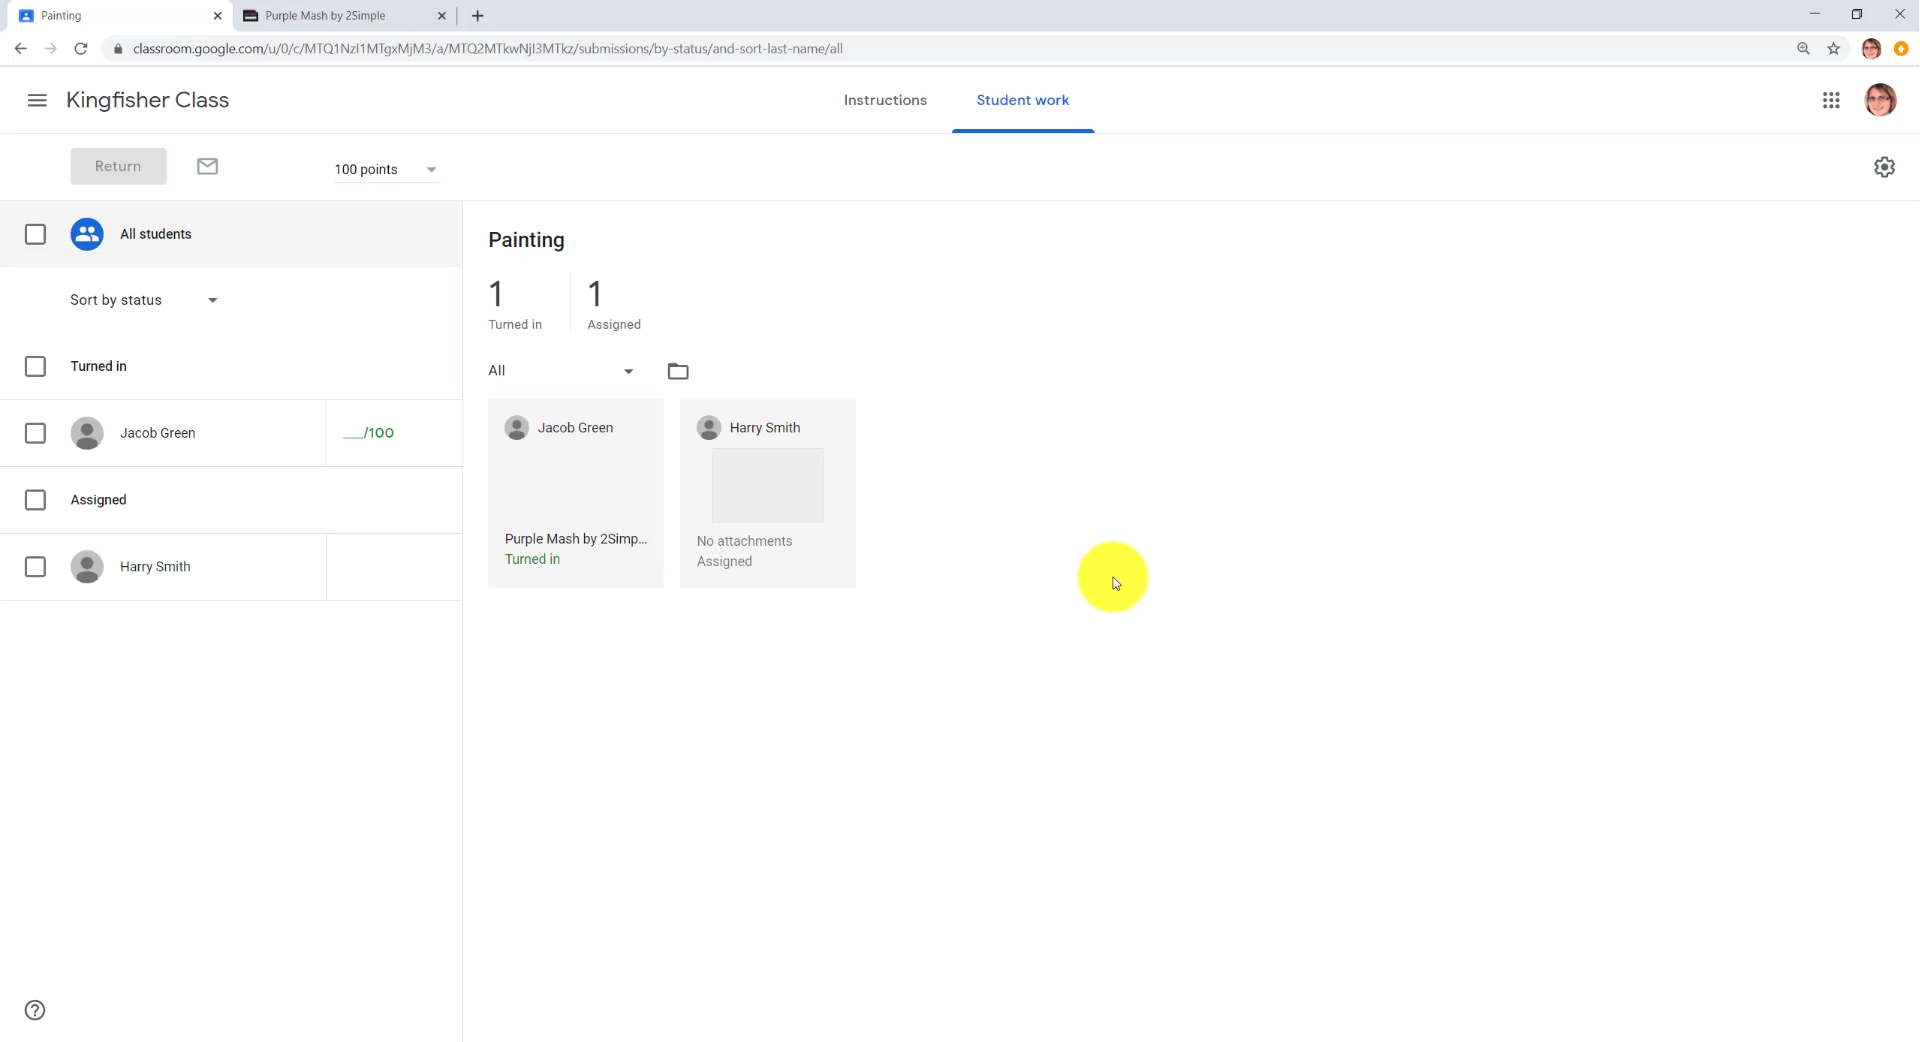 Painting
Purple Mash by 2Simple
classroom.google.com/u/0/c/MTQ1NzI1MTgxMjM3/a/MTQ2MTkwNjI3MTkz/submissions/by-status/and-sort-last-name/all
Kingfisher Class
Instructions
Student work
Return
100 points
All students
Sort by status
Turned in
Jacob Green
__/100
Assigned
Harry Smith
Painting
1
Turned in
1
Assigned
All
Jacob Green
Purple Mash by 2Simp...
Turned in
Harry Smith
No attachments
Assigned